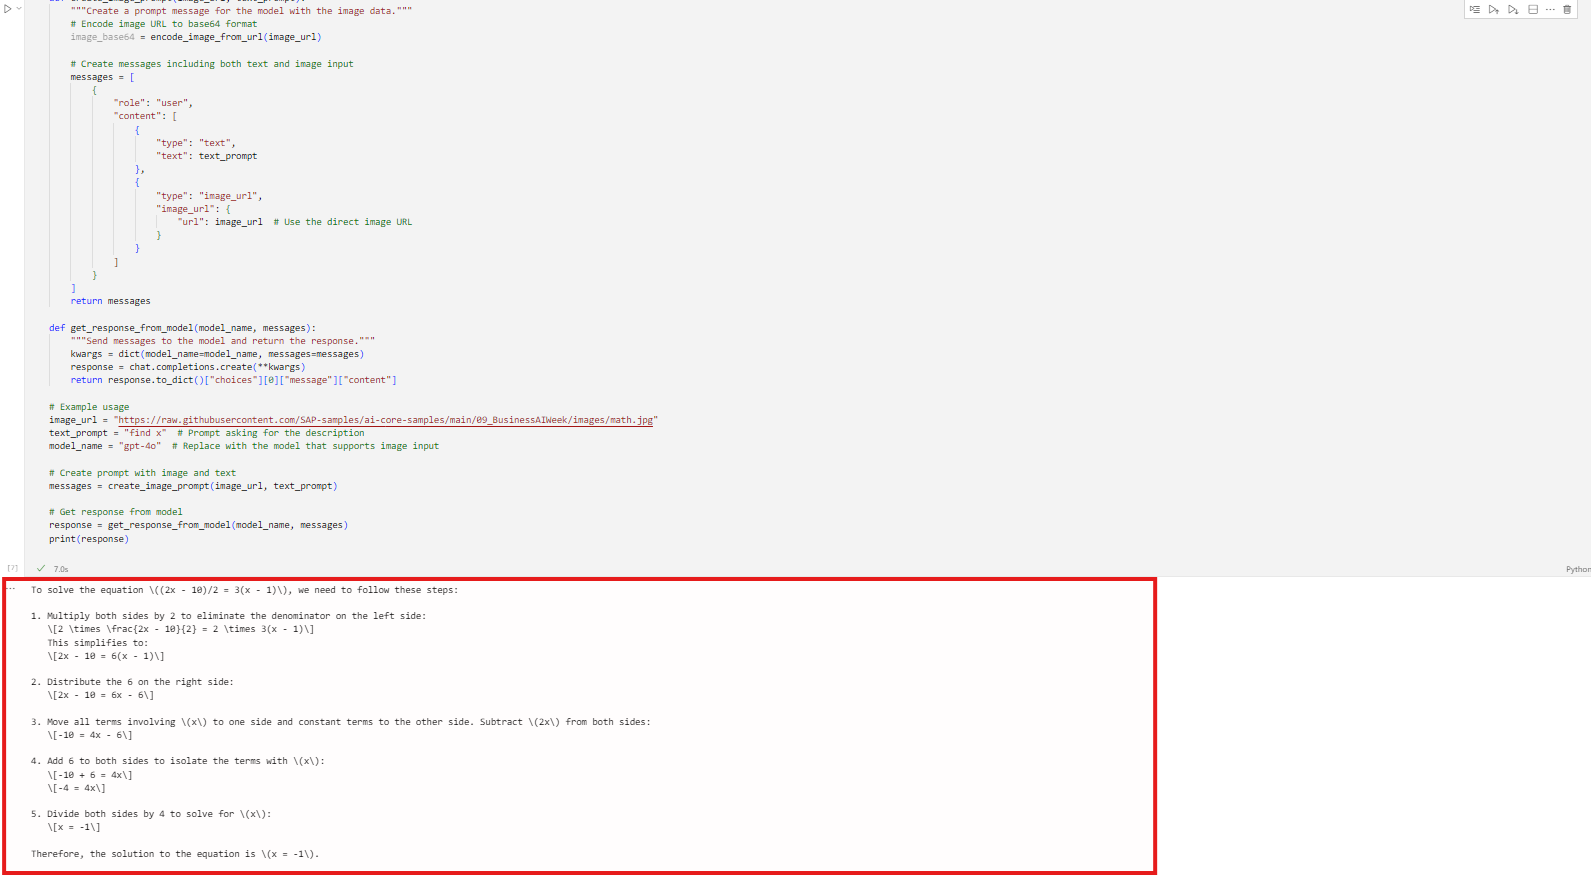 """Create a prompt message for the model with the image data."""
# Encode image URL to base64 format
image_base64 = encode_image_from_url(image_url)
# Create messages including both text and image input
messages = [
{
"role": "user",
"content": [
{
"type": "text",
"text": text_prompt
},
{
"type": "image_url",
"image_url": {
"url": image_url  # Use the direct image URL
}
}
]
}
]
return messages
def get_response_from_model(model_name, messages):
"""Send messages to the model and return the response."""
kwargs = dict(model_name=model_name, messages=messages)
response = chat.completions.create(**kwargs)
return response.to_dict()["choices"][0]["message"]["content"]
# Example usage
image_url = "https://raw.githubusercontent.com/SAP-samples/ai-core-samples/main/09_BusinessAIWeek/images/math.jpg"
text_prompt = "find x"  # Prompt asking for the description
model_name = "gpt-4o"  # Replace with the model that supports image input
# Create prompt with image and text
messages = create_image_prompt(image_url, text_prompt)
# Get response from model
response = get_response_from_model(model_name, messages)
print(response)
[7] 7.0s Python
To solve the equation \((2x - 10)/2 = 3(x - 1)\), we need to follow these steps:
1. Multiply both sides by 2 to eliminate the denominator on the left side:
\[2 \times \frac{2x - 10}{2} = 2 \times 3(x - 1)\]
This simplifies to:
\[2x - 10 = 6(x - 1)\]
2. Distribute the 6 on the right side:
\[2x - 10 = 6x - 6\]
3. Move all terms involving \(x\) to one side and constant terms to the other side. Subtract \(2x\) from both sides:
\[-10 = 4x - 6\]
4. Add 6 to both sides to isolate the terms with \(x\):
\[-10 + 6 = 4x\]
\[-4 = 4x\]
5. Divide both sides by 4 to solve for \(x\):
\[x = -1\]
Therefore, the solution to the equation is \(x = -1\).